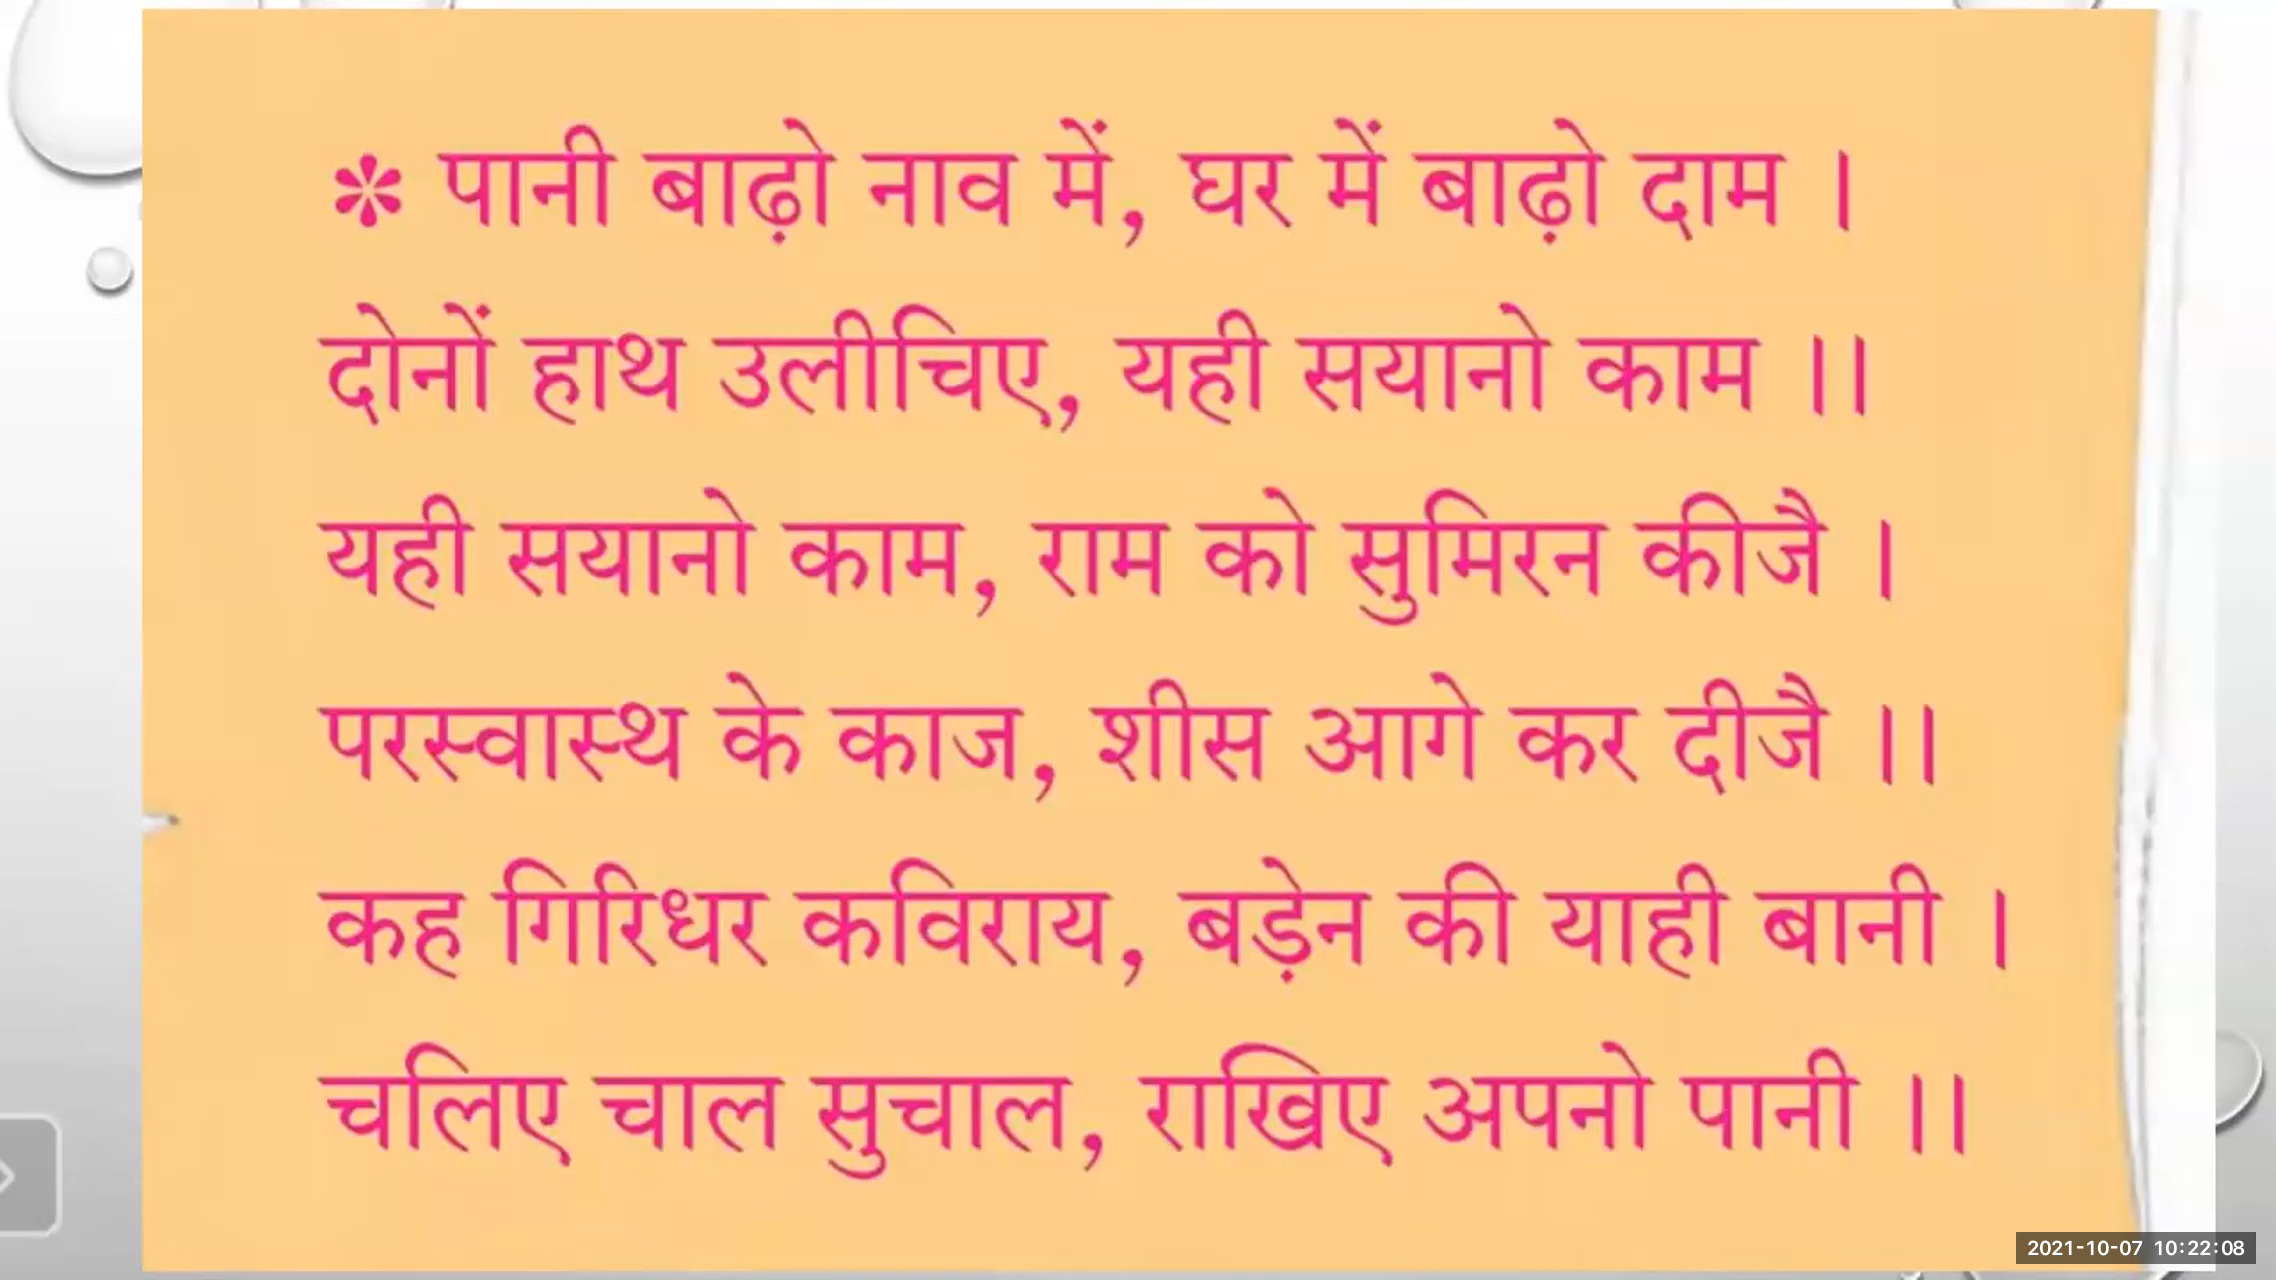 * पानी बाढ़ो नाव में, घर में बाढ़ो दाम ।
दोनों हाथ उलीचिए, यही सयानो काम ।।
यही सयानो काम, राम को सुमिरन कीजै ।
परस्वास्थ के काज, शीस आगे कर दीजै ।।
कह गिरिधर कविराय, बड़ेन की याही बानी ।
चलिए चाल सुचाल, राखिए अपनो पानी ।।
2021-10-07 10:22:08